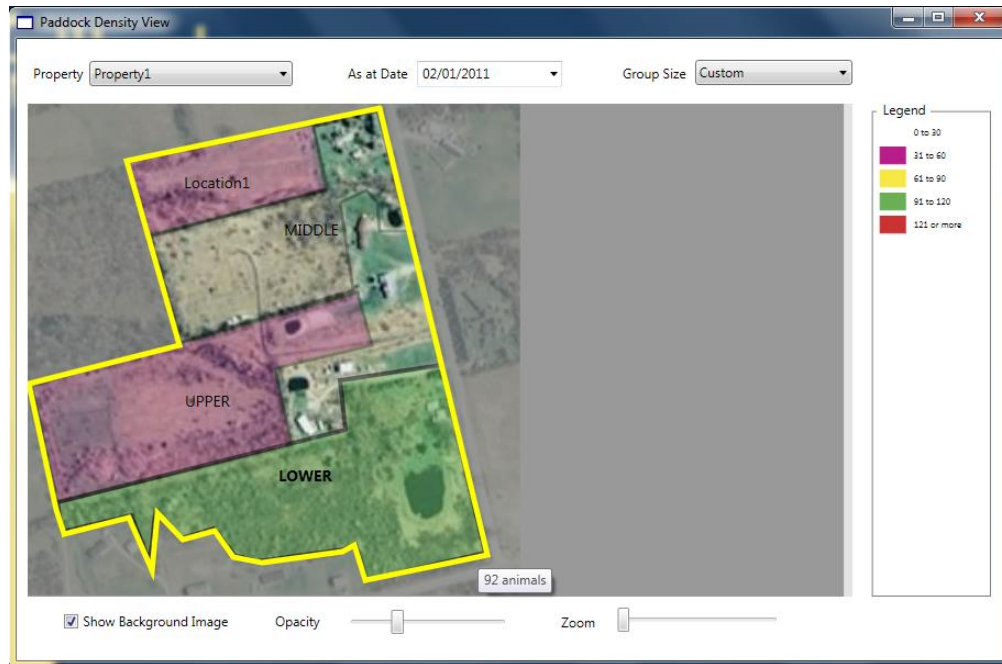 Paddock Density View
Property Property1 As at Date 02/01/2011 Group Size Custom
Legend
0 to 30
31 to 60
61 to 90
91 to 120
121 or more
Location1
MIDDLE
UPPER
LOWER
92 animals
Show Background Image Opacity Zoom